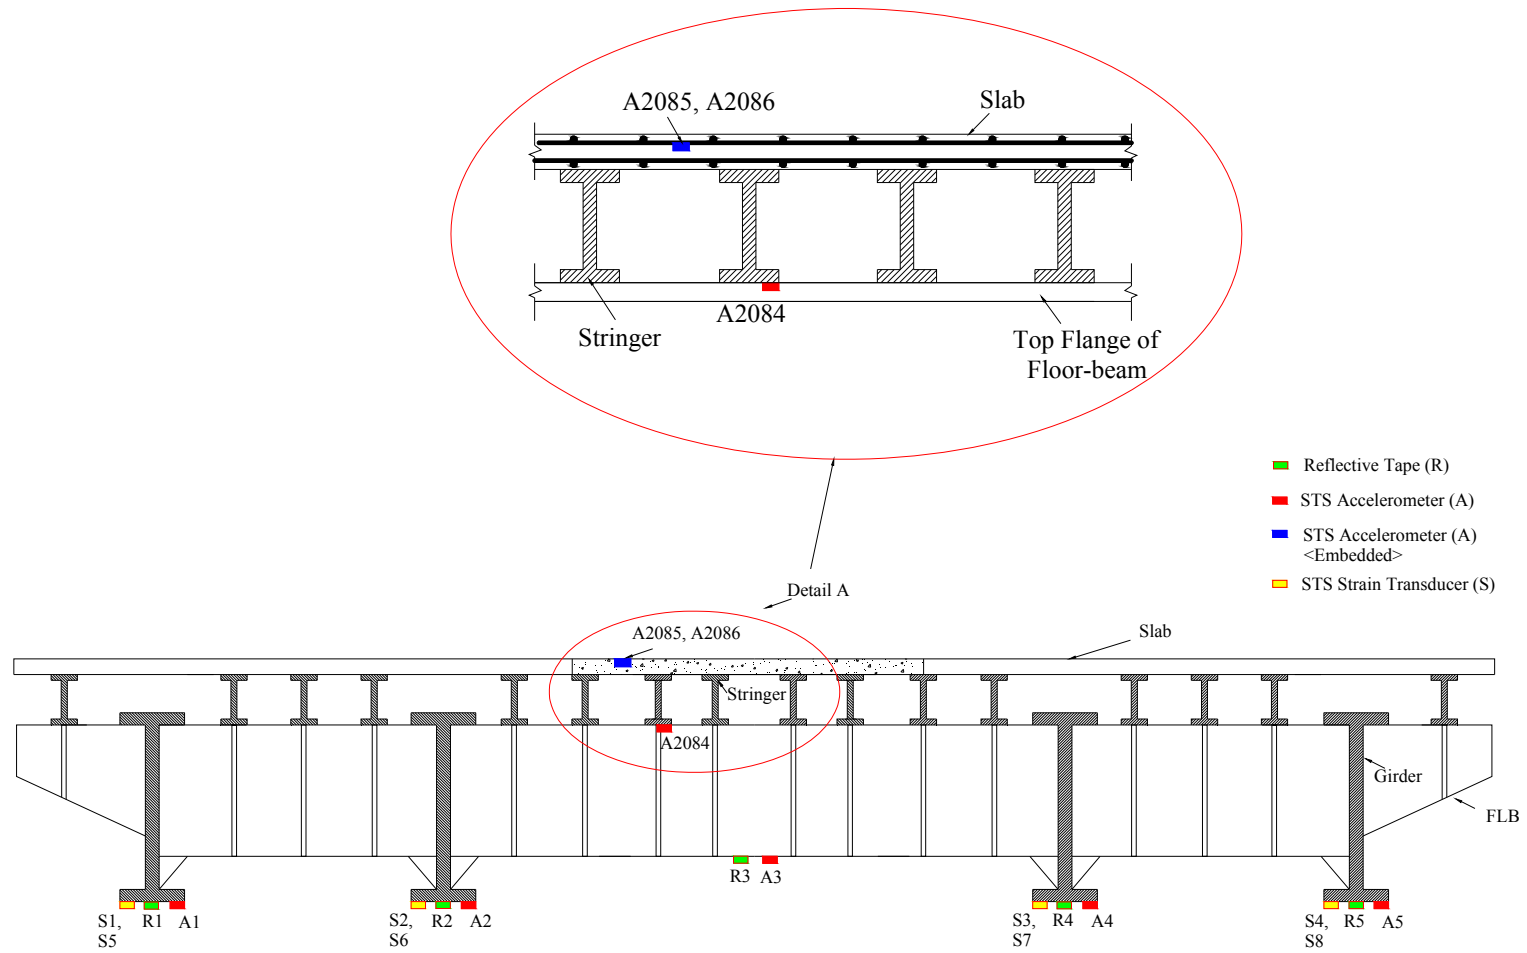 A2085, A2086
Slab
A2084
Stringer
Top Flange of
Floor-beam
Reflective Tape (R)
STS Accelerometer (A)
STS Accelerometer (A)
<Embedded>
STS Strain Transducer (S)
Detail A
A2085, A2086
Slab
Stringer
A2084
Girder
FLB
R3 A3
S1, R1 A1
S5
S2, R2 A2
S6
S3, R4 A4
S7
S4, R5 A5
S8